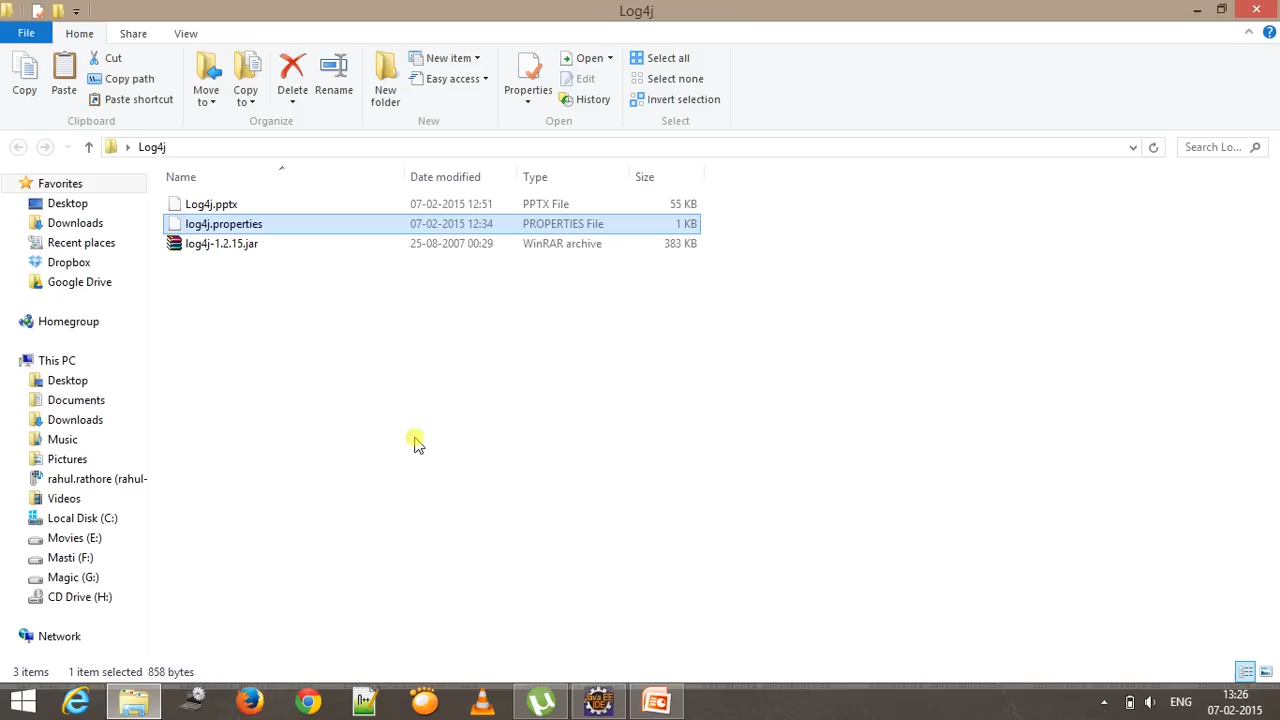 Log4j
File Home Share View
Copy
Paste
Cut
Copy path
Paste shortcut
Clipboard
Move to
Copy to
Delete
Rename
Organize
New folder
New item
Easy access
New
Properties
Open
Edit
History
Open
Select all
Select none
Invert selection
Select
Log4j
Search Lo...
Name Date modified Type Size
Log4j.pptx 07-02-2015 12:51 PPTX File 55 KB
log4j.properties 07-02-2015 12:34 PROPERTIES File 1 KB
log4j-1.2.15.jar 25-08-2007 00:29 WinRAR archive 383 KB
Favorites
Desktop
Downloads
Recent places
Dropbox
Google Drive
Homegroup
This PC
Desktop
Documents
Downloads
Music
Pictures
rahul.rathore (rahul-
Videos
Local Disk (C:)
Movies (E:)
Masti (F:)
Magic (G:)
CD Drive (H:)
Network
3 items 1 item selected 858 bytes
Java EE
IDE
ENG
13:26
07-02-2015